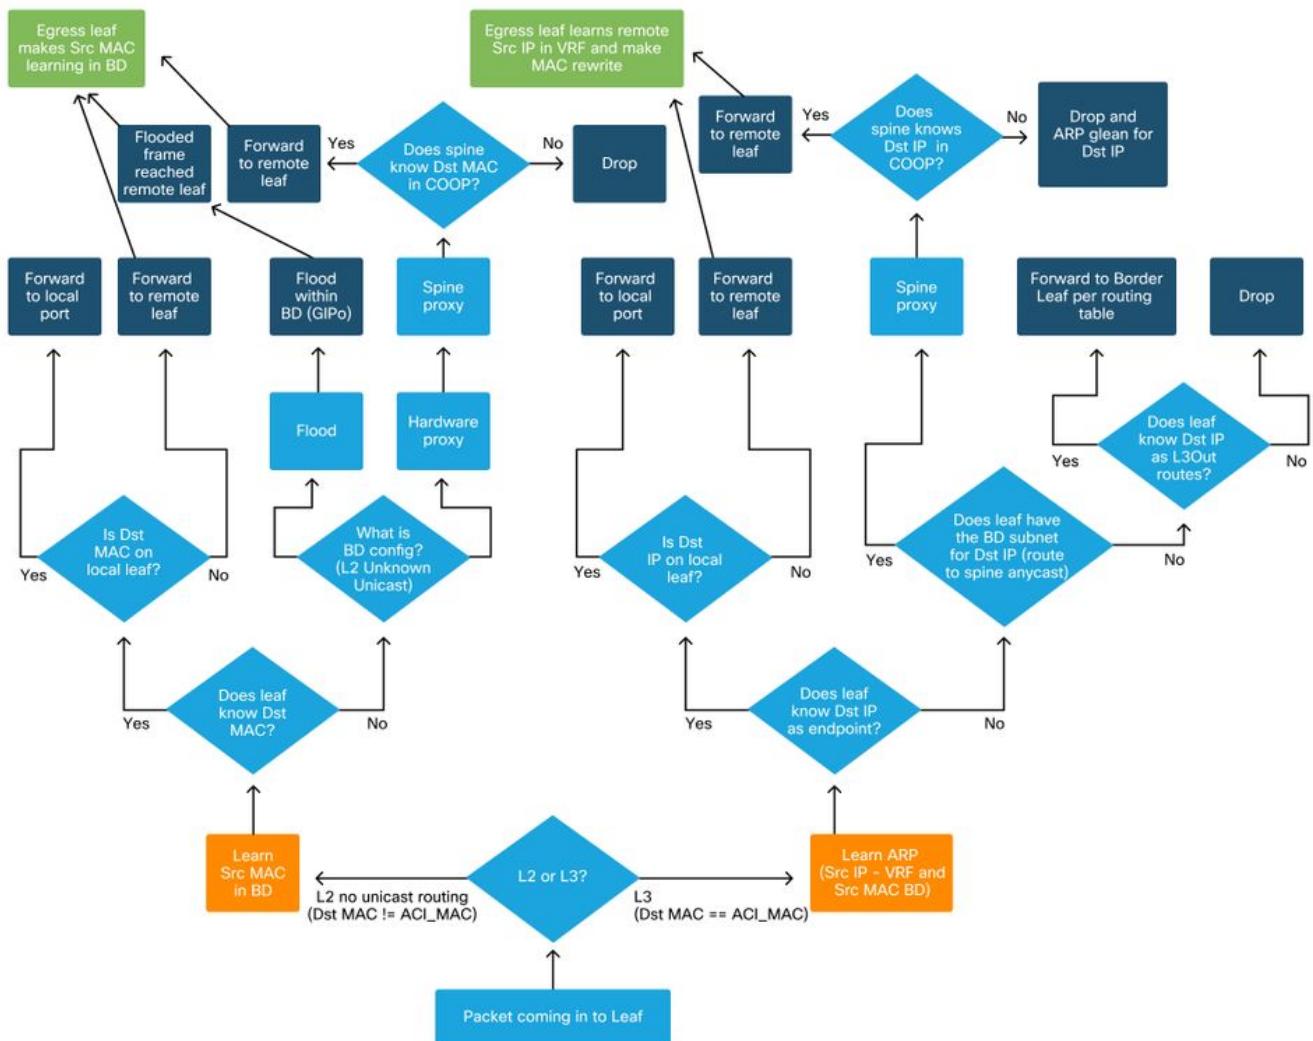 Egress leaf
makes Src MAC
learning in BD
Egress leaf learns remote
Src IP in VRF and make
MAC rewrite
Flooded
frame
reached
remote leaf
Forward
to remote
leaf
Yes
Does spine
know Dst MAC
in COOP?
No
Drop
Forward
to remote
leaf
Yes
Does
spine knows
Dst IP in
COOP?
No
Drop and
ARP glean for
Dst IP
Forward
to local
port
Forward
to remote
leaf
Flood
within
BD (GIPo)
Spine
proxy
Forward
to local
port
Forward
to remote
leaf
Spine
proxy
Forward to Border
Leaf per routing
table
Drop
Flood
Hardware
proxy
Does leaf
know Dst IP
as L3Out
routes?
Yes
No
Is Dst
MAC on
local leaf?
Yes
No
What is
BD config?
(L2 Unknown
Unicast)
Is Dst
IP on local
leaf?
Yes
No
Does leaf have
the BD subnet
for Dst IP (route
to spine anycast)
Yes
No
Does leaf
know Dst
MAC?
Yes
No
Does leaf
know Dst IP
as endpoint?
Yes
No
Learn
Src MAC
in BD
L2 or L3?
Learn ARP
(Src IP - VRF and
Src MAC BD)
L2 no unicast routing
(Dst MAC != ACI_MAC)
L3
(Dst MAC == ACI_MAC)
Packet coming in to Leaf